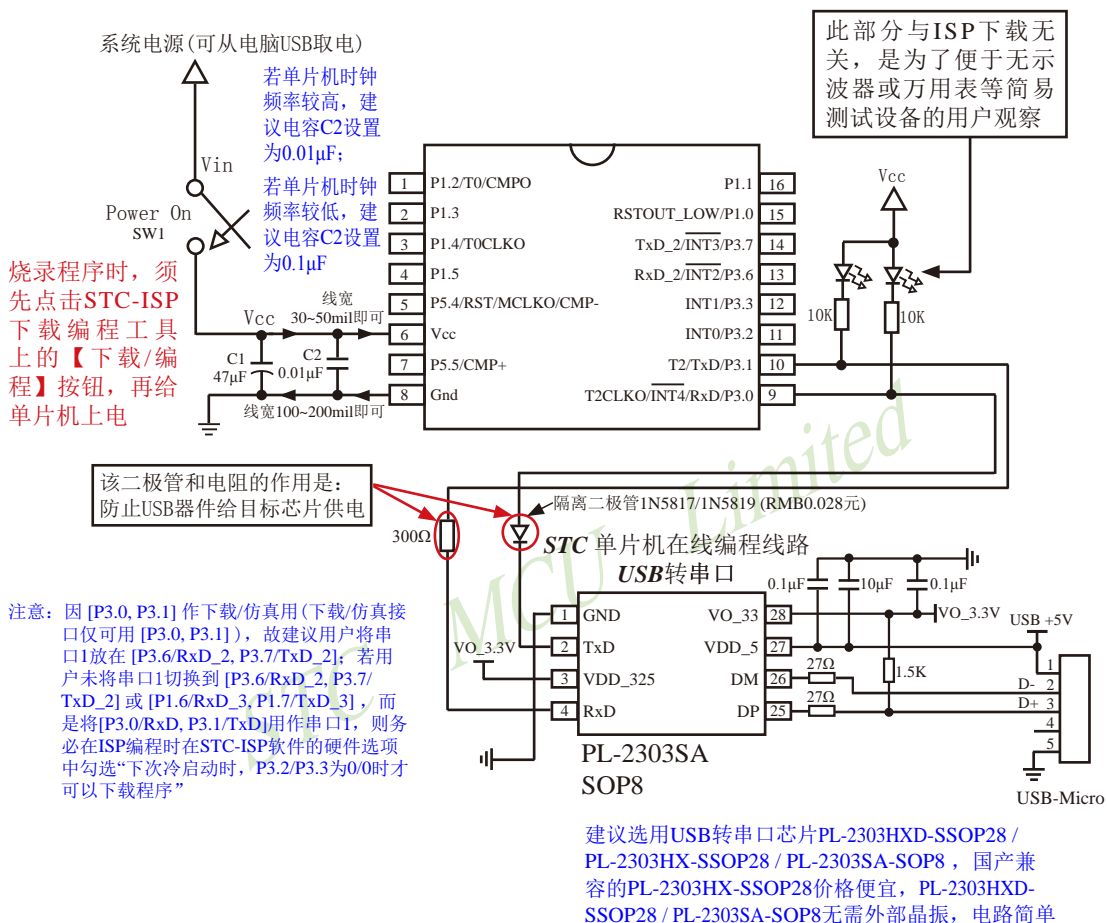 系统电源(可从电脑USB取电)
若单片机时钟
频率较高，建
议电容C2设置
为0.01μF；
若单片机时钟
频率较低，建
议电容C2设置
为0.1μF
此部分与ISP下载无
关，是为了便于无示
波器或万用表等简易
测试设备的用户观察
Vin
Power On
SW1
烧录程序时，须
先点击STC-ISP
下载编程工具
上的【下载/编
程】按钮，再给
单片机上电
Vcc
线宽
30~50mil即可
C1
47μF
C2
0.01μF
线宽100~200mil即可
1 P1.2/T0/CMPO
2 P1.3
3 P1.4/T0CLKO
4 P1.5
5 P5.4/RST/MCLKO/CMP-
6 Vcc
7 P5.5/CMP+
8 Gnd
P1.1 16
RSTOUT_LOW/P1.0 15
TxD_2/INT3/P3.7 14
RxD_2/INT2/P3.6 13
INT1/P3.3 12
INT0/P3.2 11
T2/TxD/P3.1 10
T2CLKO/INT4/RxD/P3.0 9
Vcc
10K
10K
该二极管和电阻的作用是：
防止USB器件给目标芯片供电
300Ω
隔离二极管1N5817/1N5819 (RMB0.028元)
STC 单片机在线编程线路
USB转串口
STC MCU Limited
注意：因 [P3.0, P3.1] 作下载/仿真用(下载/仿真接
口仅可用 [P3.0, P3.1] )，故建议用户将串
口1放在 [P3.6/RxD_2, P3.7/TxD_2]；若用
户未将串口1切换到 [P3.6/RxD_2, P3.7/
TxD_2] 或 [P1.6/RxD_3, P1.7/TxD_3] ，而
是将[P3.0/RxD, P3.1/TxD]用作串口1，则务
必在ISP编程时在STC-ISP软件的硬件选项
中勾选“下次冷启动时，P3.2/P3.3为0/0时才
可以下载程序”
VO_3.3V
1 GND
2 TxD
3 VDD_325
4 RxD
VO_33 28
VDD_5 27
DM 26
DP 25
PL-2303SA
SOP8
0.1μF
10μF
0.1μF
VO_3.3V
1.5K
27Ω
27Ω
USB +5V
D-
D+
1
2
3
4
5
USB-Micro
建议选用USB转串口芯片PL-2303HXD-SSOP28 /
PL-2303HX-SSOP28 / PL-2303SA-SOP8 ，国产兼
容的PL-2303HX-SSOP28价格便宜，PL-2303HXD-
SSOP28 / PL-2303SA-SOP8无需外部晶振，电路简单